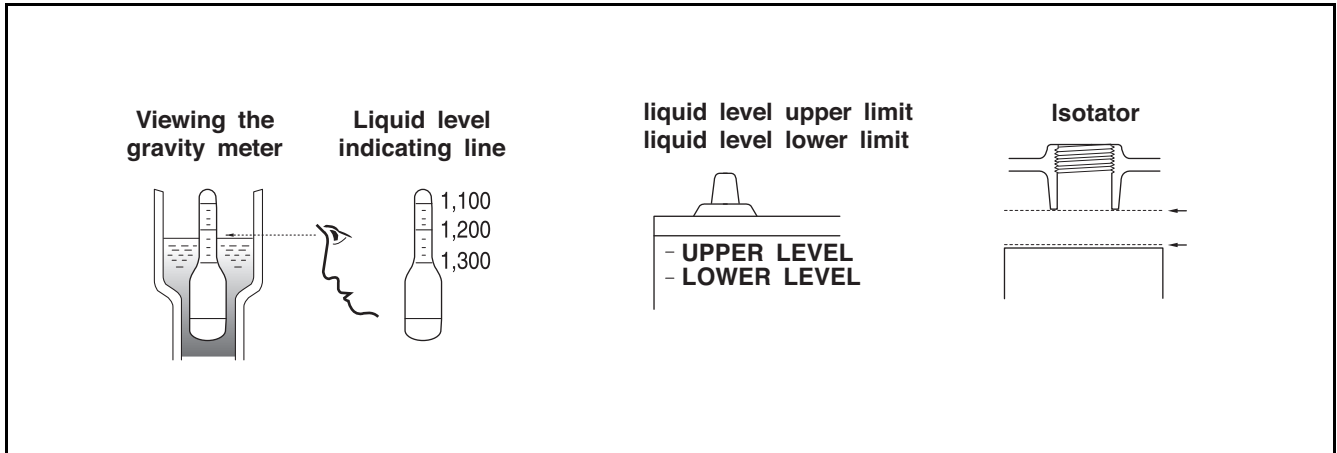 Viewing the
gravity meter
Liquid level
indicating line
1,100
1,200
1,300
liquid level upper limit
liquid level lower limit
UPPER LEVEL
LOWER LEVEL
Isotator